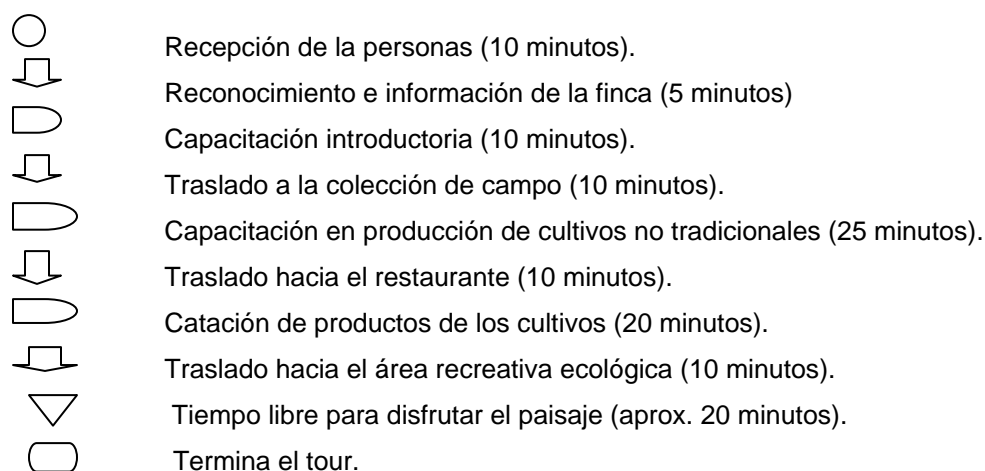 Recepción de la personas (10 minutos).
Reconocimiento e información de la finca (5 minutos)
Capacitación introductoria (10 minutos).
Traslado a la colección de campo (10 minutos).
Capacitación en producción de cultivos no tradicionales (25 minutos).
Traslado hacia el restaurante (10 minutos).
Catación de productos de los cultivos (20 minutos).
Traslado hacia el área recreativa ecológica (10 minutos).
Tiempo libre para disfrutar el paisaje (aprox. 20 minutos).
Termina el tour.